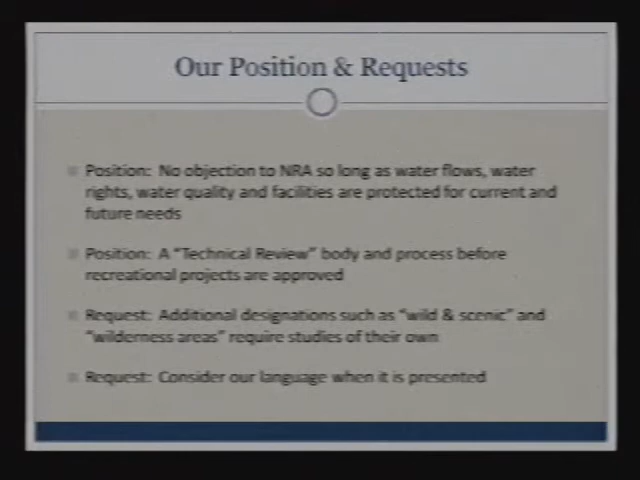 Our Position & Requests
Position: No objection to NRA so long as water flows, water
rights, water quality and facilities are protected for current and
future needs
Position: A “Technical Review” body and process before
recreational projects are approved
Request: Additional designations such as “wild & scenic” and
“wilderness areas” require studies of their own
Request: Consider our language when it is presented